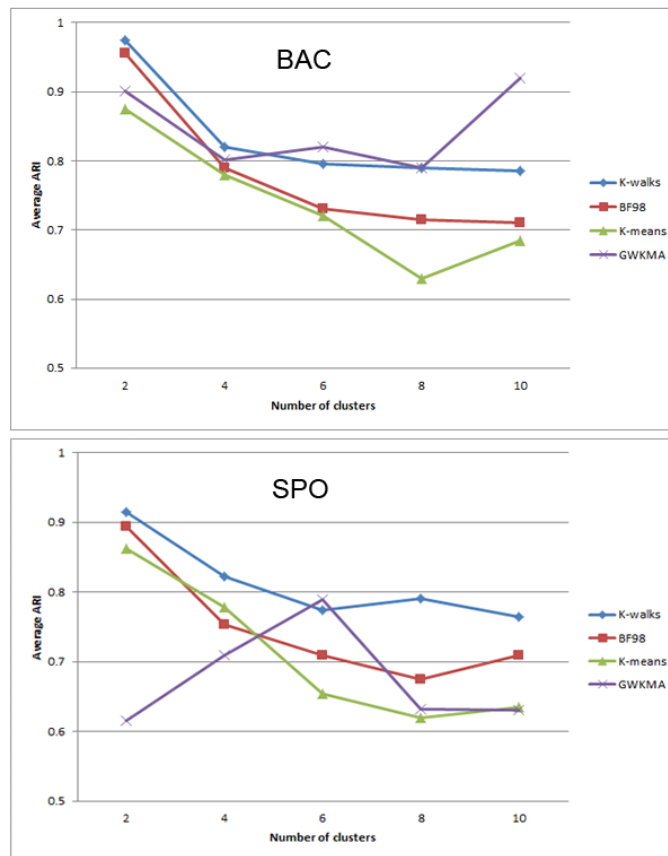 BAC
1
0.9
0.8
0.7
0.6
0.5
Average ARI
2 4 6 8 10
Number of clusters
K-walks
BF98
K-means
GWKMA
SPO
1
0.9
0.8
0.7
0.6
0.5
Average ARI
2 4 6 8 10
Number of clusters
K-walks
BF98
K-means
GWKMA